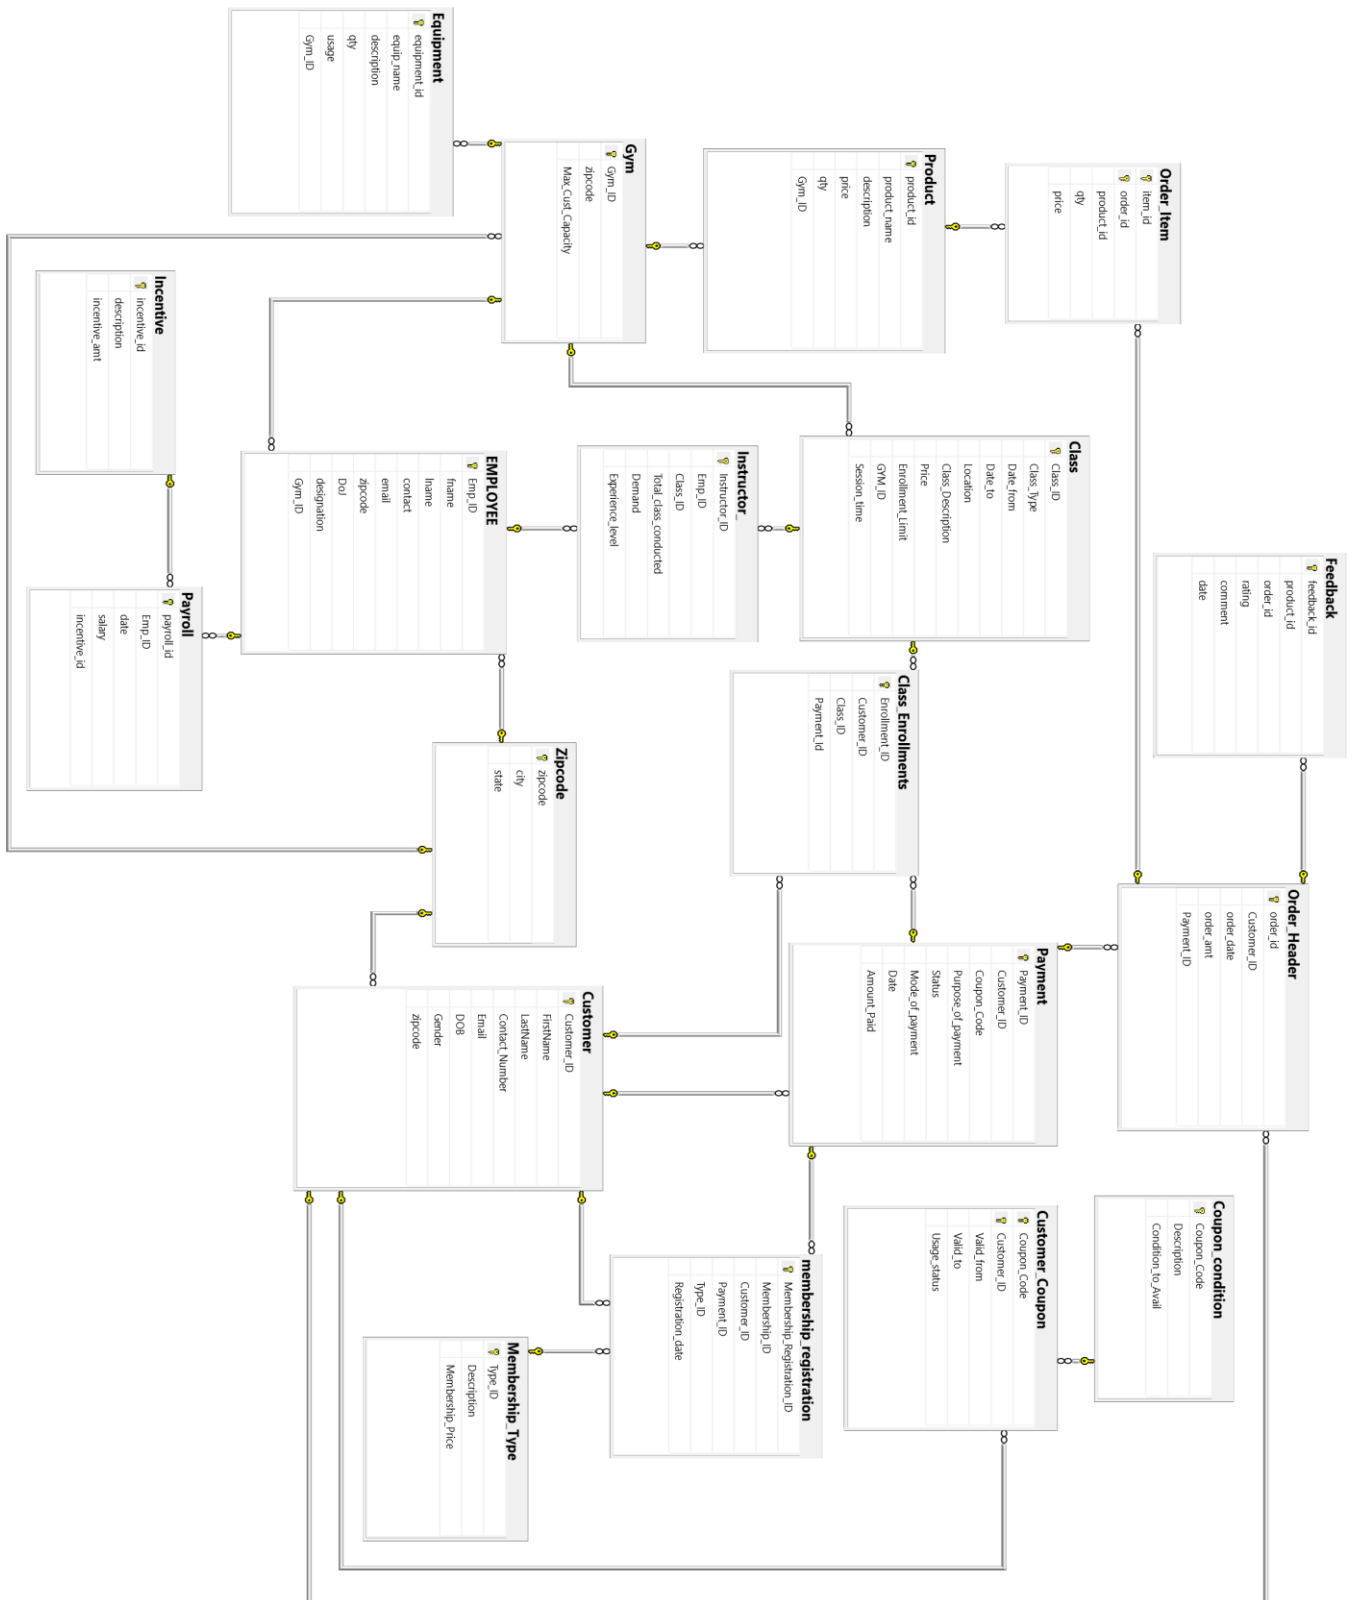 Feedback
feedback_id
product_id
order_id
rating
comment
date
Order_Header
order_id
Customer_ID
order_date
order_amt
Payment_ID
Coupon_condition
Coupon_Code
Description
Condition_to_Avail
Order_Item
item_id
order_id
product_id
qty
price
Class
Class_ID
Class_Type
Date_from
Date_to
Location
Class_Description
Price
Enrollment_Limit
GYM_ID
Session_time
Payment
Payment_ID
Customer_ID
Coupon_Code
Purpose_of_payment
Status
Mode_of_payment
Date
Amount_Paid
Customer_Coupon
Coupon_Code
Customer_ID
Valid_from
Valid_to
Usage_status
Product
product_id
product_name
description
price
qty
Gym_ID
Class_Enrollments
Enrollment_ID
Customer_ID
Class_ID
Payment_Id
membership_registration
Membership_Registration_ID
Membership_ID
Customer_ID
Payment_ID
Type_ID
Registration_date
Instructor_
Instructor_ID
Emp_ID
Class_ID
Total_class_conducted
Demand
Experience_level
Gym
Gym_ID
zipcode
Max_Cust_Capacity
Customer
Customer_ID
FirstName
LastName
Contact_Number
Email
DOB
Gender
zipcode
Zipcode
zipcode
city
state
Membership_Type
Type_ID
Description
Membership_Price
EMPLOYEE
Emp_ID
fname
lname
contact
email
zipcode
DoJ
designation
Gym_ID
Equipment
equipment_id
equip_name
description
qty
usage
Gym_ID
Payroll
payroll_id
Emp_ID
date
salary
incentive_id
Incentive
incentive_id
description
incentive_amt